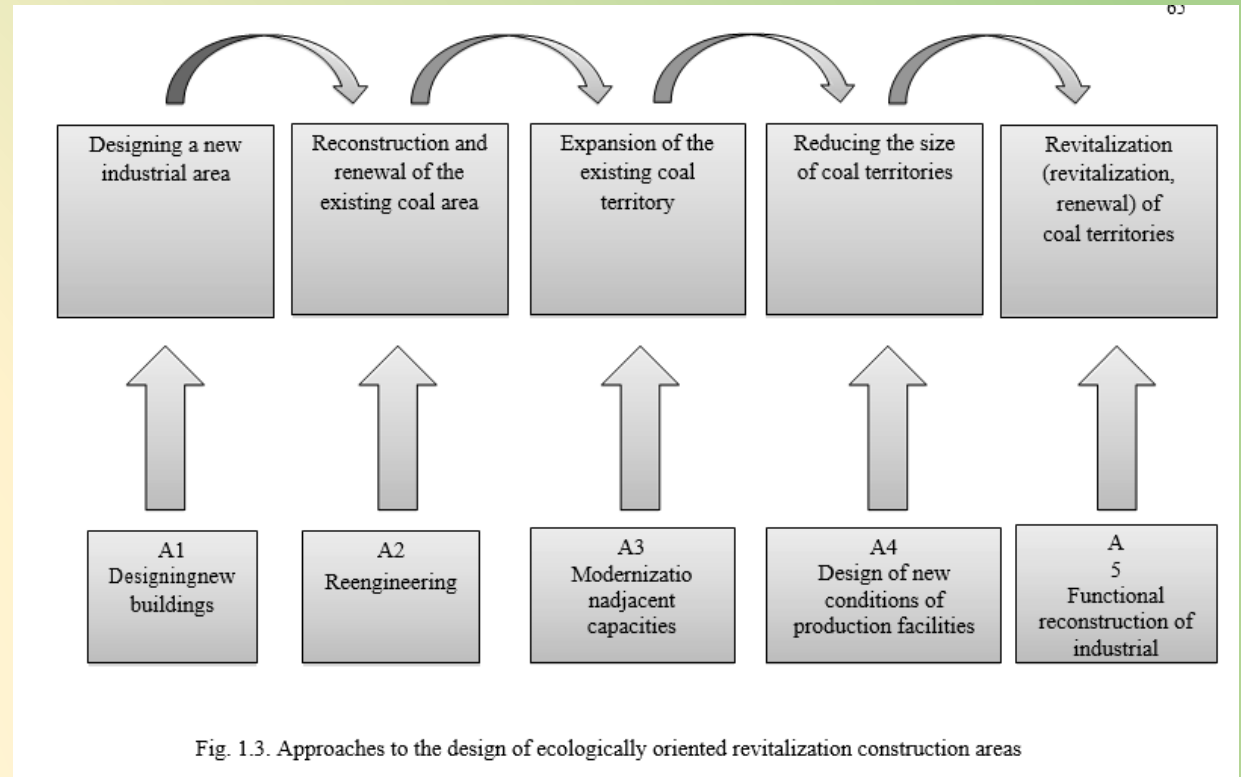 65
Designing a new
industrial area
Reconstruction and
renewal of the
existing coal area
Expansion of the
existing coal
territory
Reducing the size
of coal territories
Revitalization
(revitalization,
renewal) of
coal territories
A1
Designingnew
buildings
A2
Reengineering
A3
Modernizatio
nadjacent
capacities
A4
Design of new
conditions of
production facilities
A
5
Functional
reconstruction of
industrial
Fig. 1.3. Approaches to the design of ecologically oriented revitalization construction areas